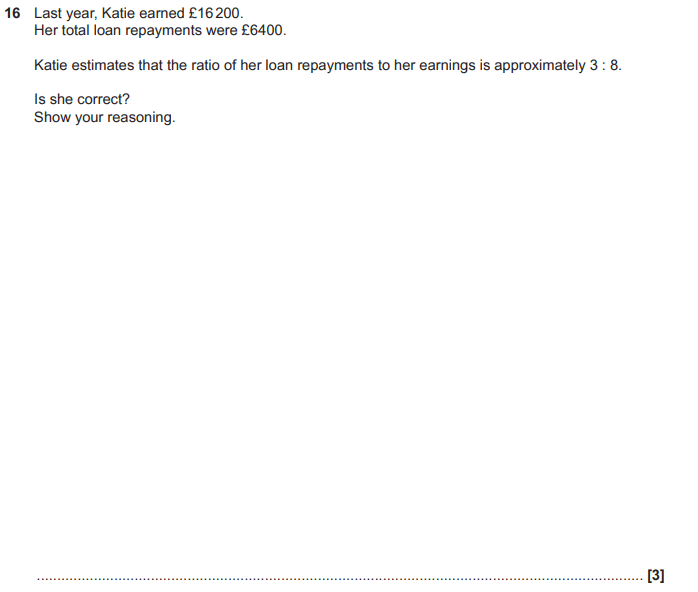 16 Last year, Katie earned £16 200.
Her total loan repayments were £6400.
Katie estimates that the ratio of her loan repayments to her earnings is approximately 3 : 8.
Is she correct?
Show your reasoning.
.......................................................................................................................................................... [3]